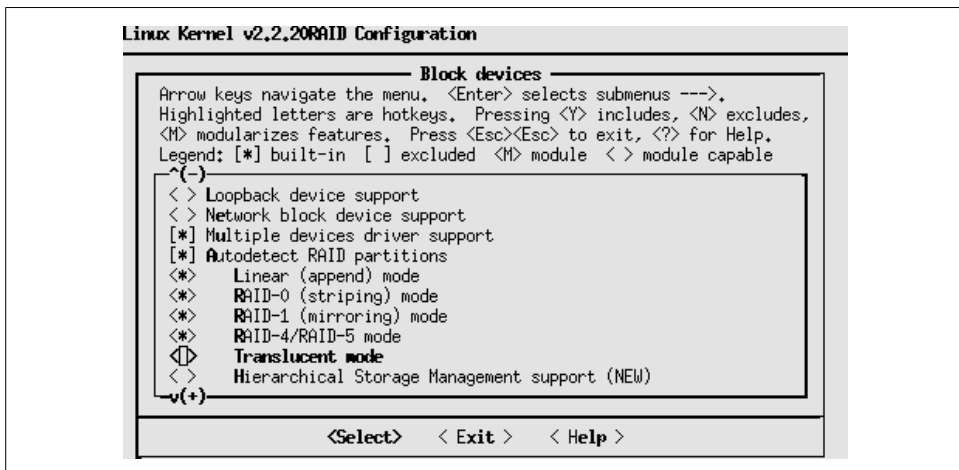 Linux Kernel v2.2.20RAID Configuration
Block devices
Arrow keys navigate the menu. <Enter> selects submenus --->.
Highlighted letters are hotkeys. Pressing <Y> includes, <N> excludes,
<M> modularizes features. Press <Esc><Esc> to exit, <?> for Help.
Legend: [*] built-in [ ] excluded <M> module < > module capable
^(-)
< > Loopback device support
< > Network block device support
[*] Multiple devices driver support
[*] Autodetect RAID partitions
<*> Linear (append) mode
<*> RAID-0 (striping) mode
<*> RAID-1 (mirroring) mode
<*> RAID-4/RAID-5 mode
< > Translucent mode
< > Hierarchical Storage Management support (NEW)
v(+)
<Select> < Exit > < Help >